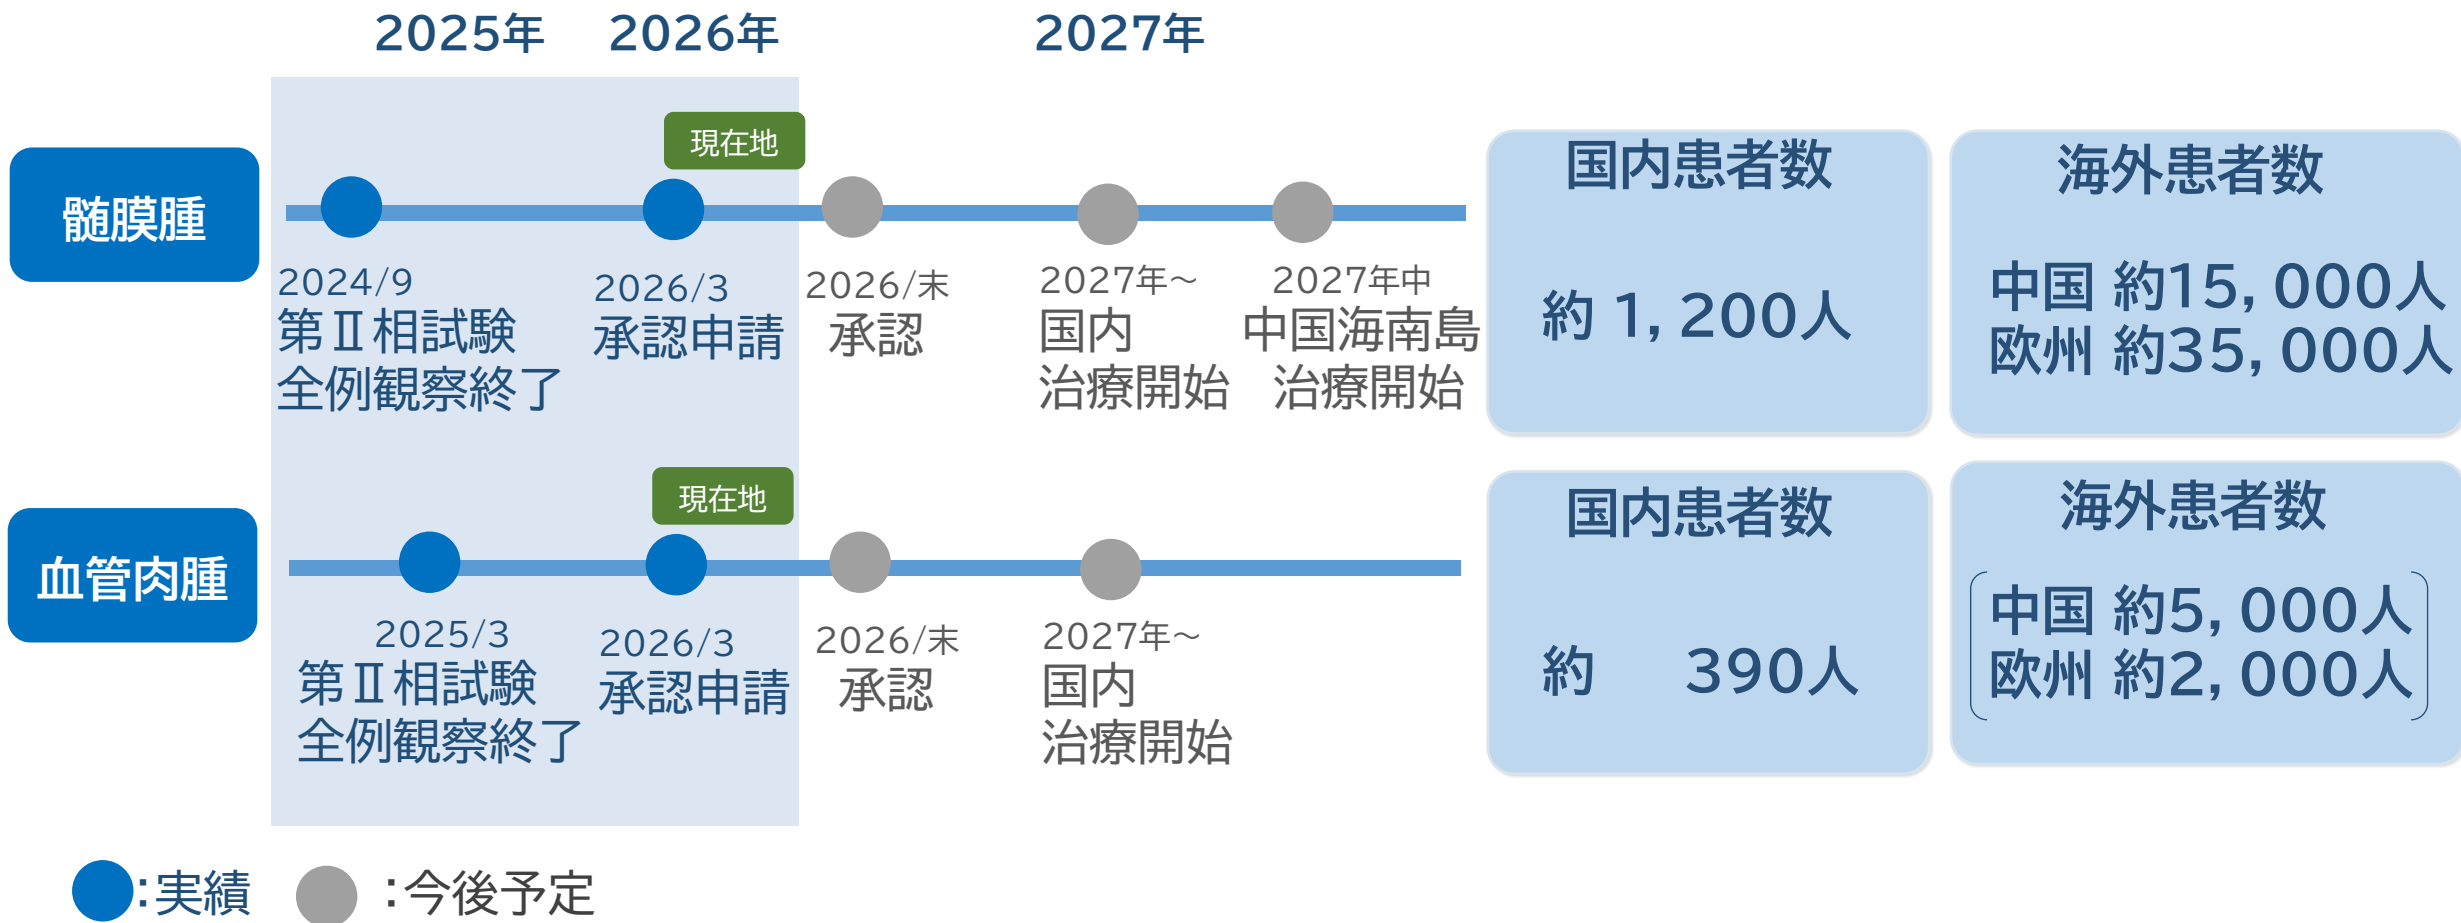 2025年 2026年 2027年
髄膜腫
現在地
2024/9
第Ⅱ相試験
全例観察終了
2026/3
承認申請
2026/末
承認
2027年～
国内
治療開始
2027年中
中国海南島
治療開始
国内患者数
約 1,200人
海外患者数
中国 約15,000人
欧州 約35,000人
血管肉腫
現在地
2025/3
第Ⅱ相試験
全例観察終了
2026/3
承認申請
2026/末
承認
2027年～
国内
治療開始
国内患者数
約 390人
海外患者数
中国 約5,000人
欧州 約2,000人
:実績 :今後予定